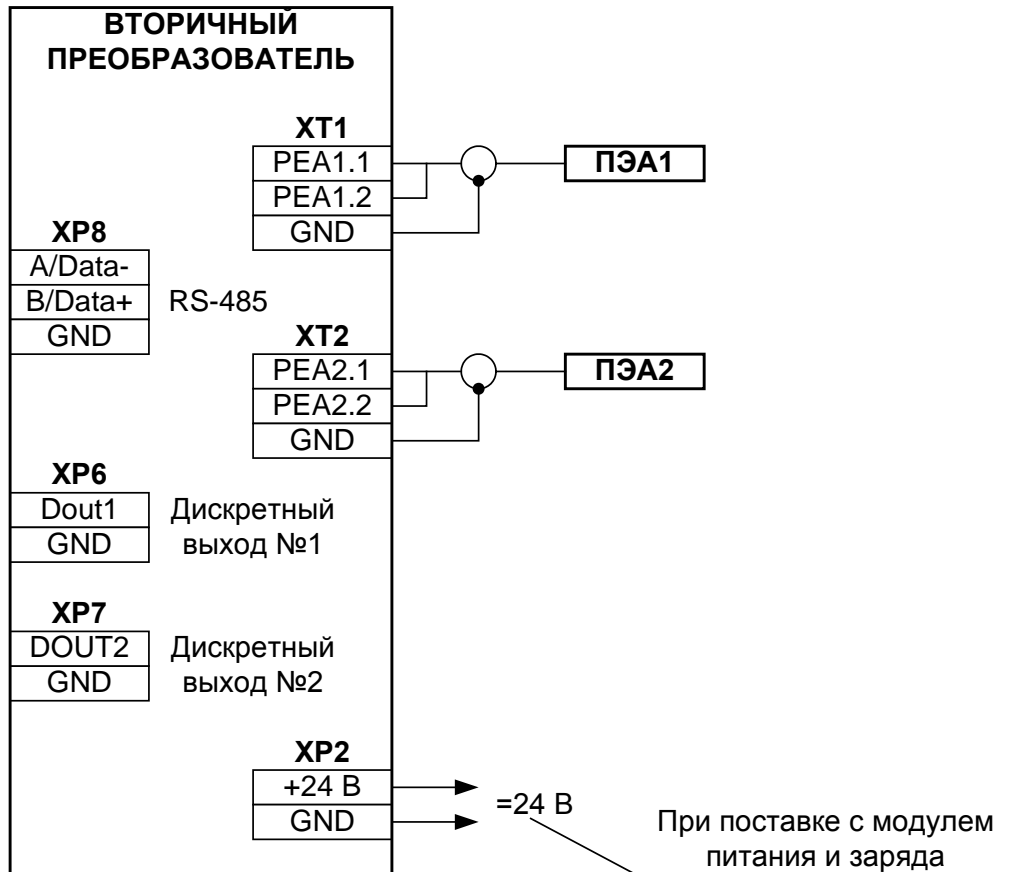 ВТОРИЧНЫЙ
ПРЕОБРАЗОВАТЕЛЬ
XT1
PEA1.1
PEA1.2
GND
ПЭА1
XP8
A/Data-
B/Data+
GND
RS-485
XT2
PEA2.1
PEA2.2
GND
ПЭА2
XP6
Dout1
GND
Дискретный
выход №1
XP7
DOUT2
GND
Дискретный
выход №2
XP2
+24 В
GND
=24 В
При поставке с модулем
питания и заряда